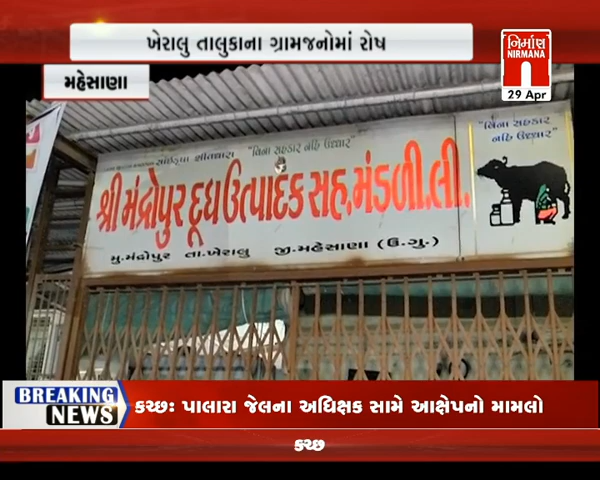 ખેરાલુ તાલુકાના ગ્રામજનોમાં રોષ
નિર્માણ
NIRMANA
29 Apr
મહેસાણા
"વિના સહકાર નહિ ઉધ્ધાર"
"વિના સહકાર
નહિ ઉધ્ધાર"
શ્રી મંદ્રોપુર દૂધ ઉત્પાદક સહ.મંડળી.લી.
મુ.મંદ્રોપુર તા.ખેરાલુ જી.મહેસાણા (ઉ.ગુ.)
BREAKING
NEWS
કચ્છઃ પાલારા જેલના અધિક્ષક સામે આક્ષેપનો મામલો
કચ્છ